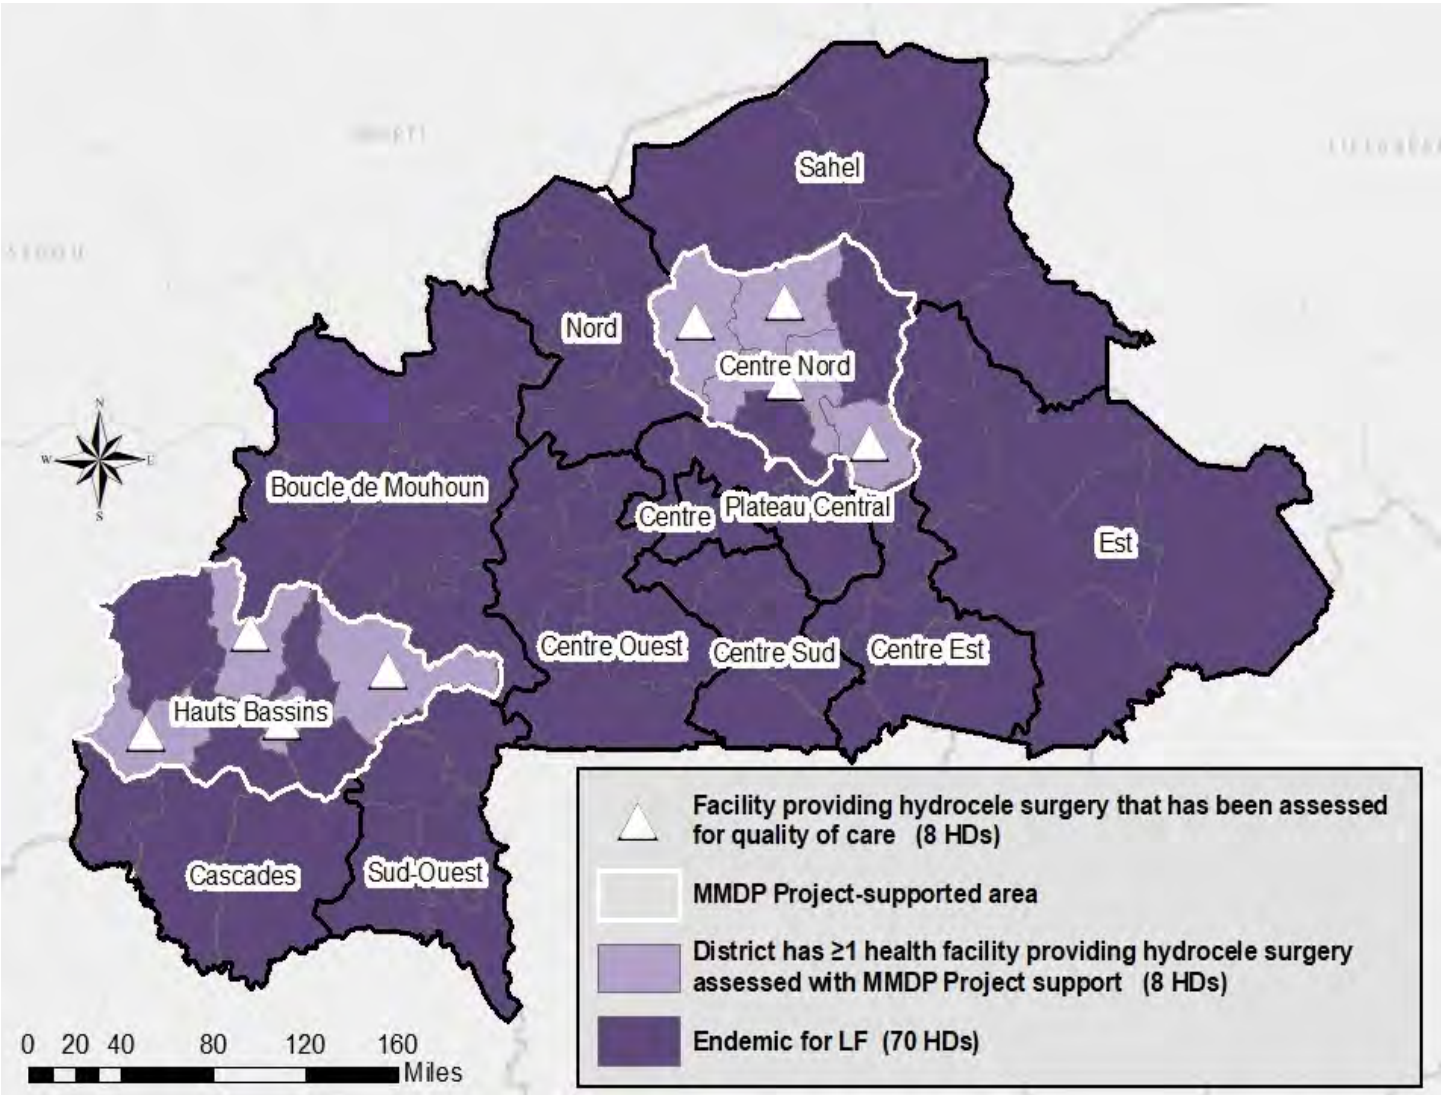 Sahel
Nord
Centre Nord
Boucle de Mouhoun
Centre
Plateau Central
Est
Centre Ouest
Centre Sud
Centre Est
Hauts Bassins
Cascades
Sud-Ouest
N
W
E
S
Facility providing hydrocele surgery that has been assessed
for quality of care (8 HDs)
MMDP Project-supported area
District has ≥1 health facility providing hydrocele surgery
assessed with MMDP Project support (8 HDs)
Endemic for LF (70 HDs)
0 20 40 80 120 160
Miles